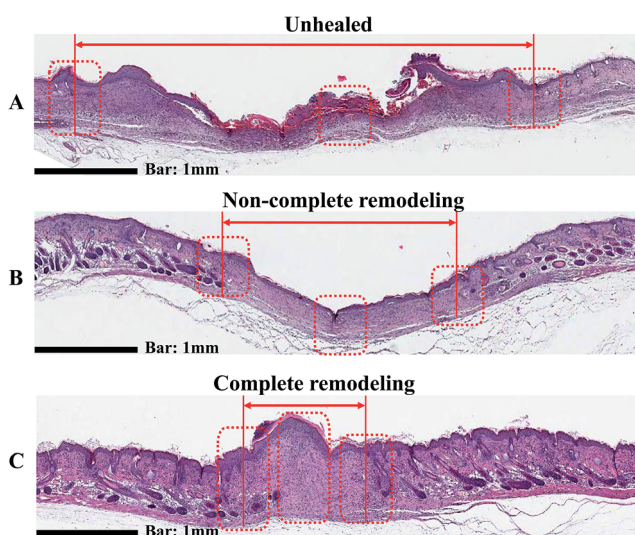 Unhealed
A
Bar: 1mm
Non-complete remodeling
B
Bar: 1mm
Complete remodeling
C
Bar: 1mm